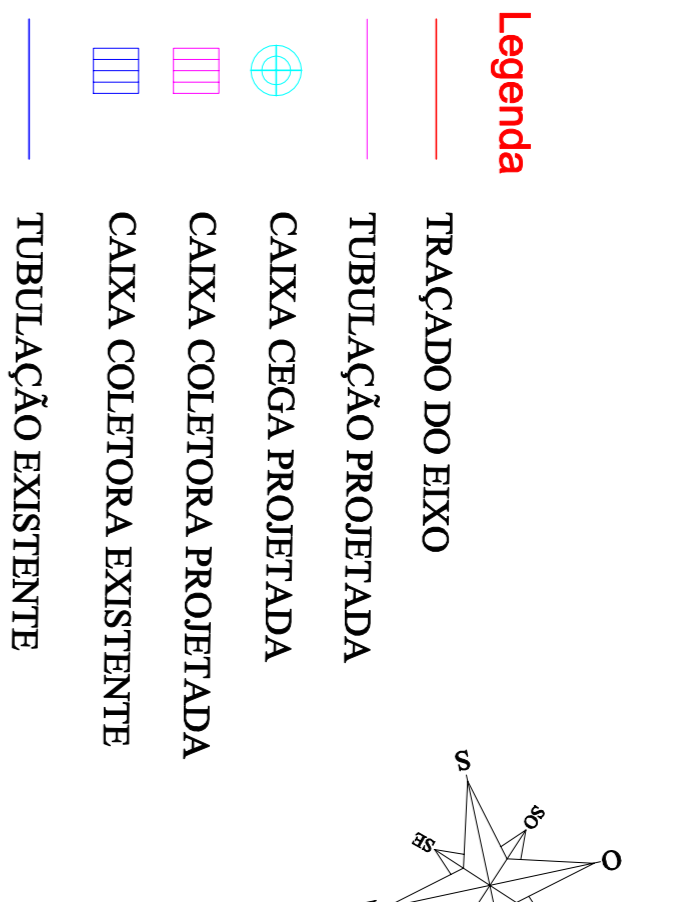 Legenda
TRAÇADO DO EIXO
TUBULAÇÃO PROJETADA
CAIXA CEGA PROJETADA
CAIXA COLETORA PROJETADA
CAIXA COLETORA EXISTENTE
TUBULAÇÃO EXISTENTE
S
SO
O
SE